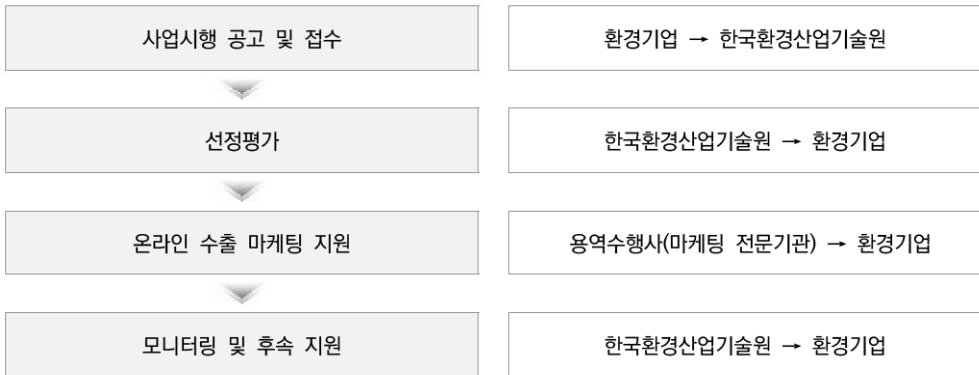 사업시행 공고 및 접수
환경기업 → 한국환경산업기술원
선정평가
한국환경산업기술원 → 환경기업
온라인 수출 마케팅 지원
용역수행사(마케팅 전문기관) → 환경기업
모니터링 및 후속 지원
한국환경산업기술원 → 환경기업